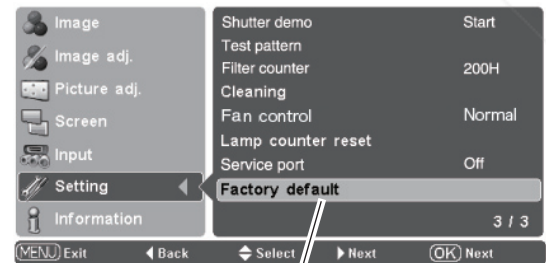 Image
Image adj.
Picture adj.
Screen
Input
Setting
Information
Shutter demo Start
Test pattern
Filter counter 200H
Cleaning
Fan control Normal
Lamp counter reset
Service port Off
Factory default
3 / 3
MENU Exit Back Select Next OK Next